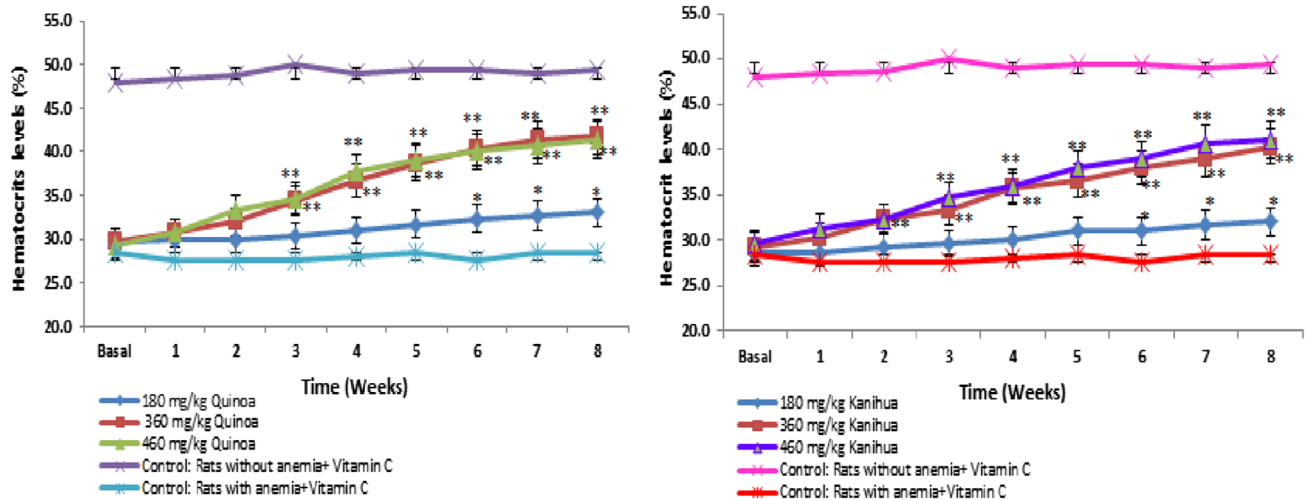 Hematocrits levels (%)
55.0
50.0
45.0
40.0
35.0
30.0
25.0
20.0
** ** ** ** ** **
** ** ** ** ** **
* * *
Basal 1 2 3 4 5 6 7 8
Time (Weeks)
180 mg/kg Quinoa
360 mg/kg Quinoa
460 mg/kg Quinoa
Control: Rats without anemia+ Vitamin C
Control: Rats with anemia+Vitamin C
Hematocrit levels (%)
55.0
50.0
45.0
40.0
35.0
30.0
25.0
20.0
** ** ** ** ** **
** ** ** ** ** ** **
* * *
Basal 1 2 3 4 5 6 7 8
Time (Weeks)
180 mg/kg Kanihua
360 mg/kg Kanihua
460 mg/kg Kanihua
Control: Rats without anemia+ Vitamin C
Control: Rats with anemia+Vitamin C